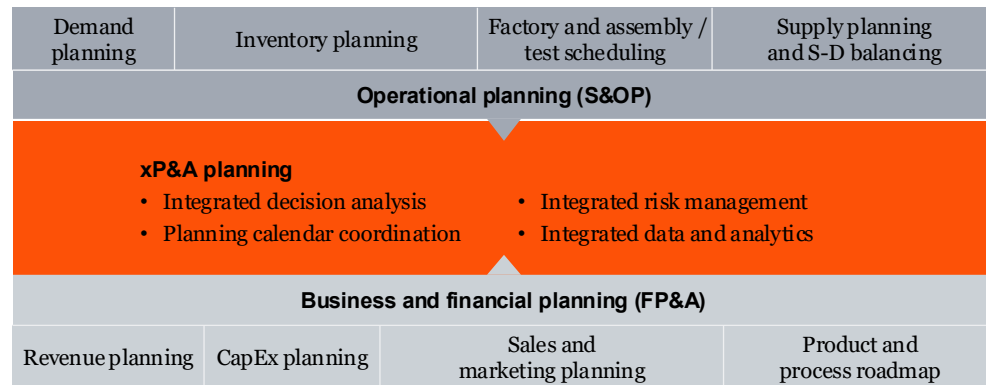 Demand
planning
Inventory planning
Factory and assembly /
test scheduling
Supply planning
and S-D balancing
Operational planning (S&OP)
xP&A planning
• Integrated decision analysis
• Planning calendar coordination
• Integrated risk management
• Integrated data and analytics
Business and financial planning (FP&A)
Revenue planning
CapEx planning
Sales and
marketing planning
Product and
process roadmap